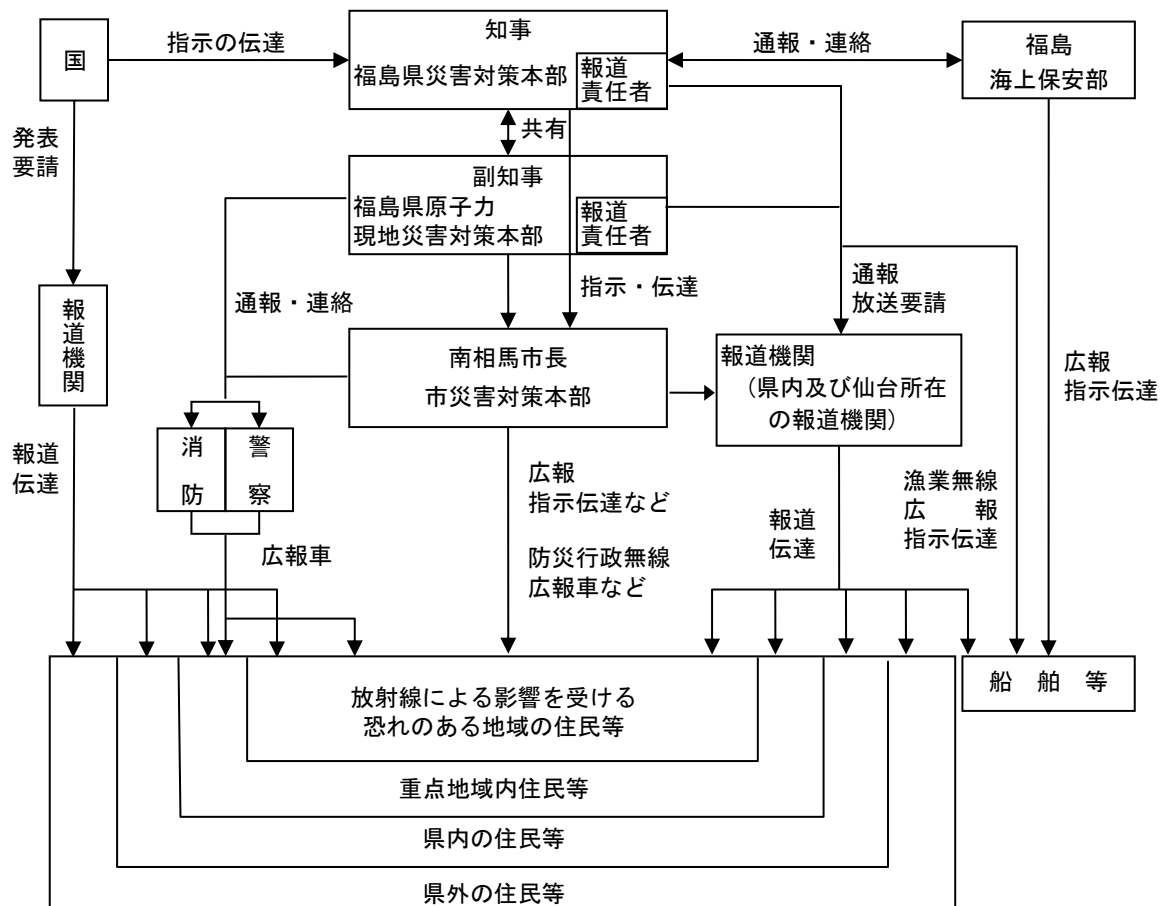 国
指示の伝達
知事
福島県災害対策本部
報道
責任者
通報・連絡
福島
海上保安部
発表
要請
共有
副知事
福島県原子力
現地災害対策本部
報道
責任者
通報・連絡
指示・伝達
通報
放送要請
報道機関
南相馬市長
市災害対策本部
報道機関
（県内及び仙台所在
の報道機関）
広報
指示伝達
消防
警察
報道
伝達
広報車
広報
指示伝達など
防災行政無線
広報車など
報道
伝達
漁業無線
広　　報
指示伝達
放射線による影響を受ける
恐れのある地域の住民等
重点地域内住民等
県内の住民等
県外の住民等
船　舶　等